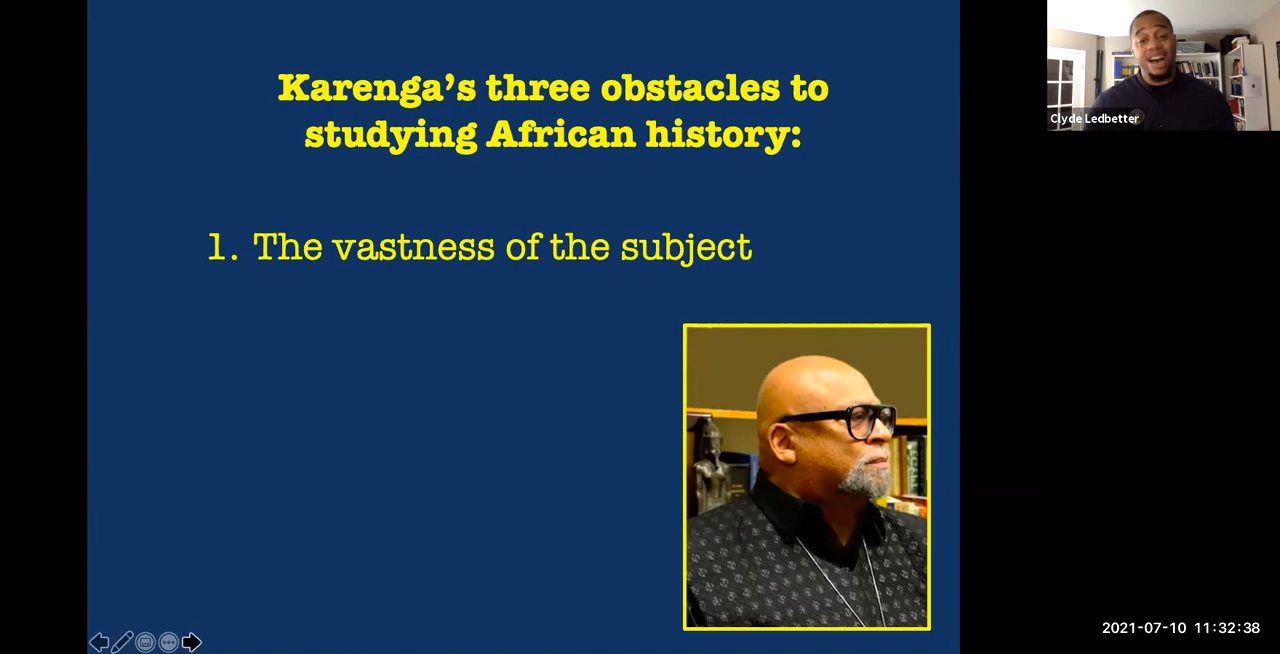 Karenga's three obstacles to
studying African history:
1. The vastness of the subject
Clyde Ledbetter
2021-07-10 11:32:38